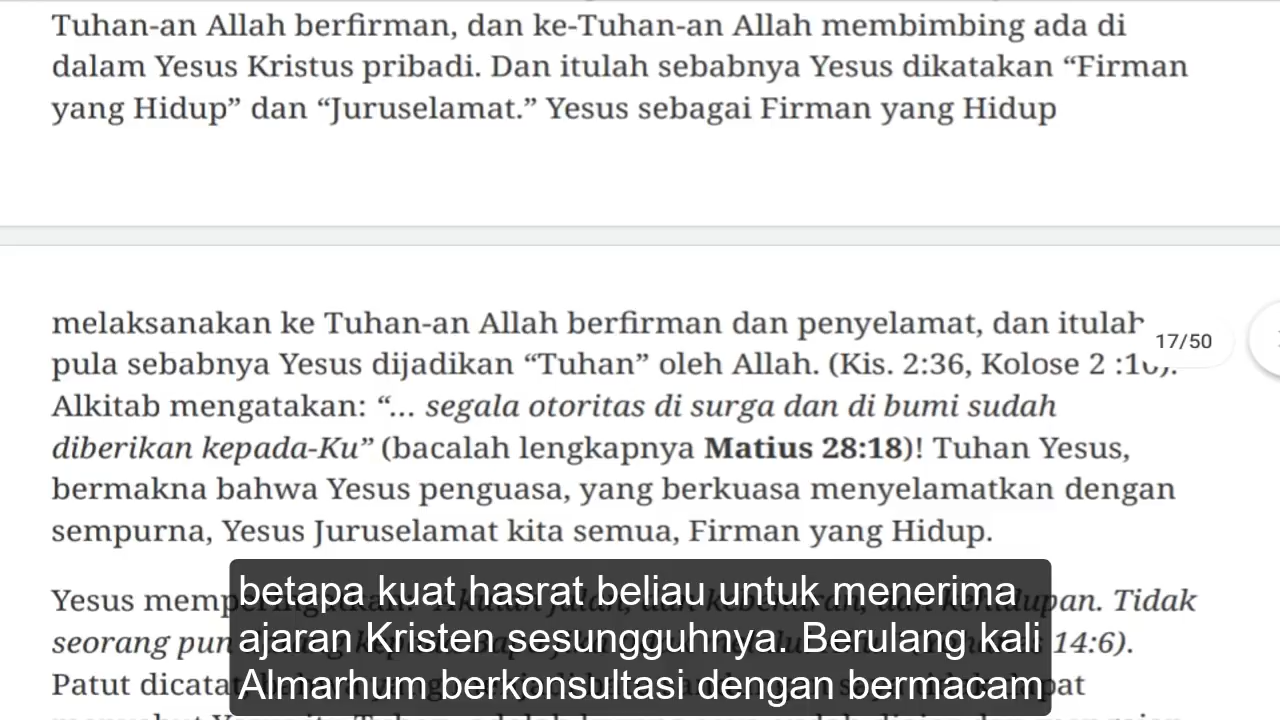 Tuhan-an Allah berfirman, dan ke-Tuhan-an Allah membimbing ada di
dalam Yesus Kristus pribadi. Dan itulah sebabnya Yesus dikatakan “Firman
yang Hidup” dan “Juruselamat.” Yesus sebagai Firman yang Hidup
melaksanakan ke Tuhan-an Allah berfirman dan penyelamat, dan itulah
17/50
pula sebabnya Yesus dijadikan “Tuhan” oleh Allah. (Kis. 2:36, Kolose 2 :10).
Alkitab mengatakan: “... segala otoritas di surga dan di bumi sudah
diberikan kepada-Ku” (bacalah lengkapnya Matius 28:18)! Tuhan Yesus,
bermakna bahwa Yesus penguasa, yang berkuasa menyelamatkan dengan
sempurna, Yesus Juruselamat kita semua, Firman yang Hidup.
Yesus Tidak
seorang pun 14:6).
Patut
betapa kuat hasrat beliau untuk menerima
ajaran Kristen sesungguhnya. Berulang kali
Almarhum berkonsultasi dengan bermacam